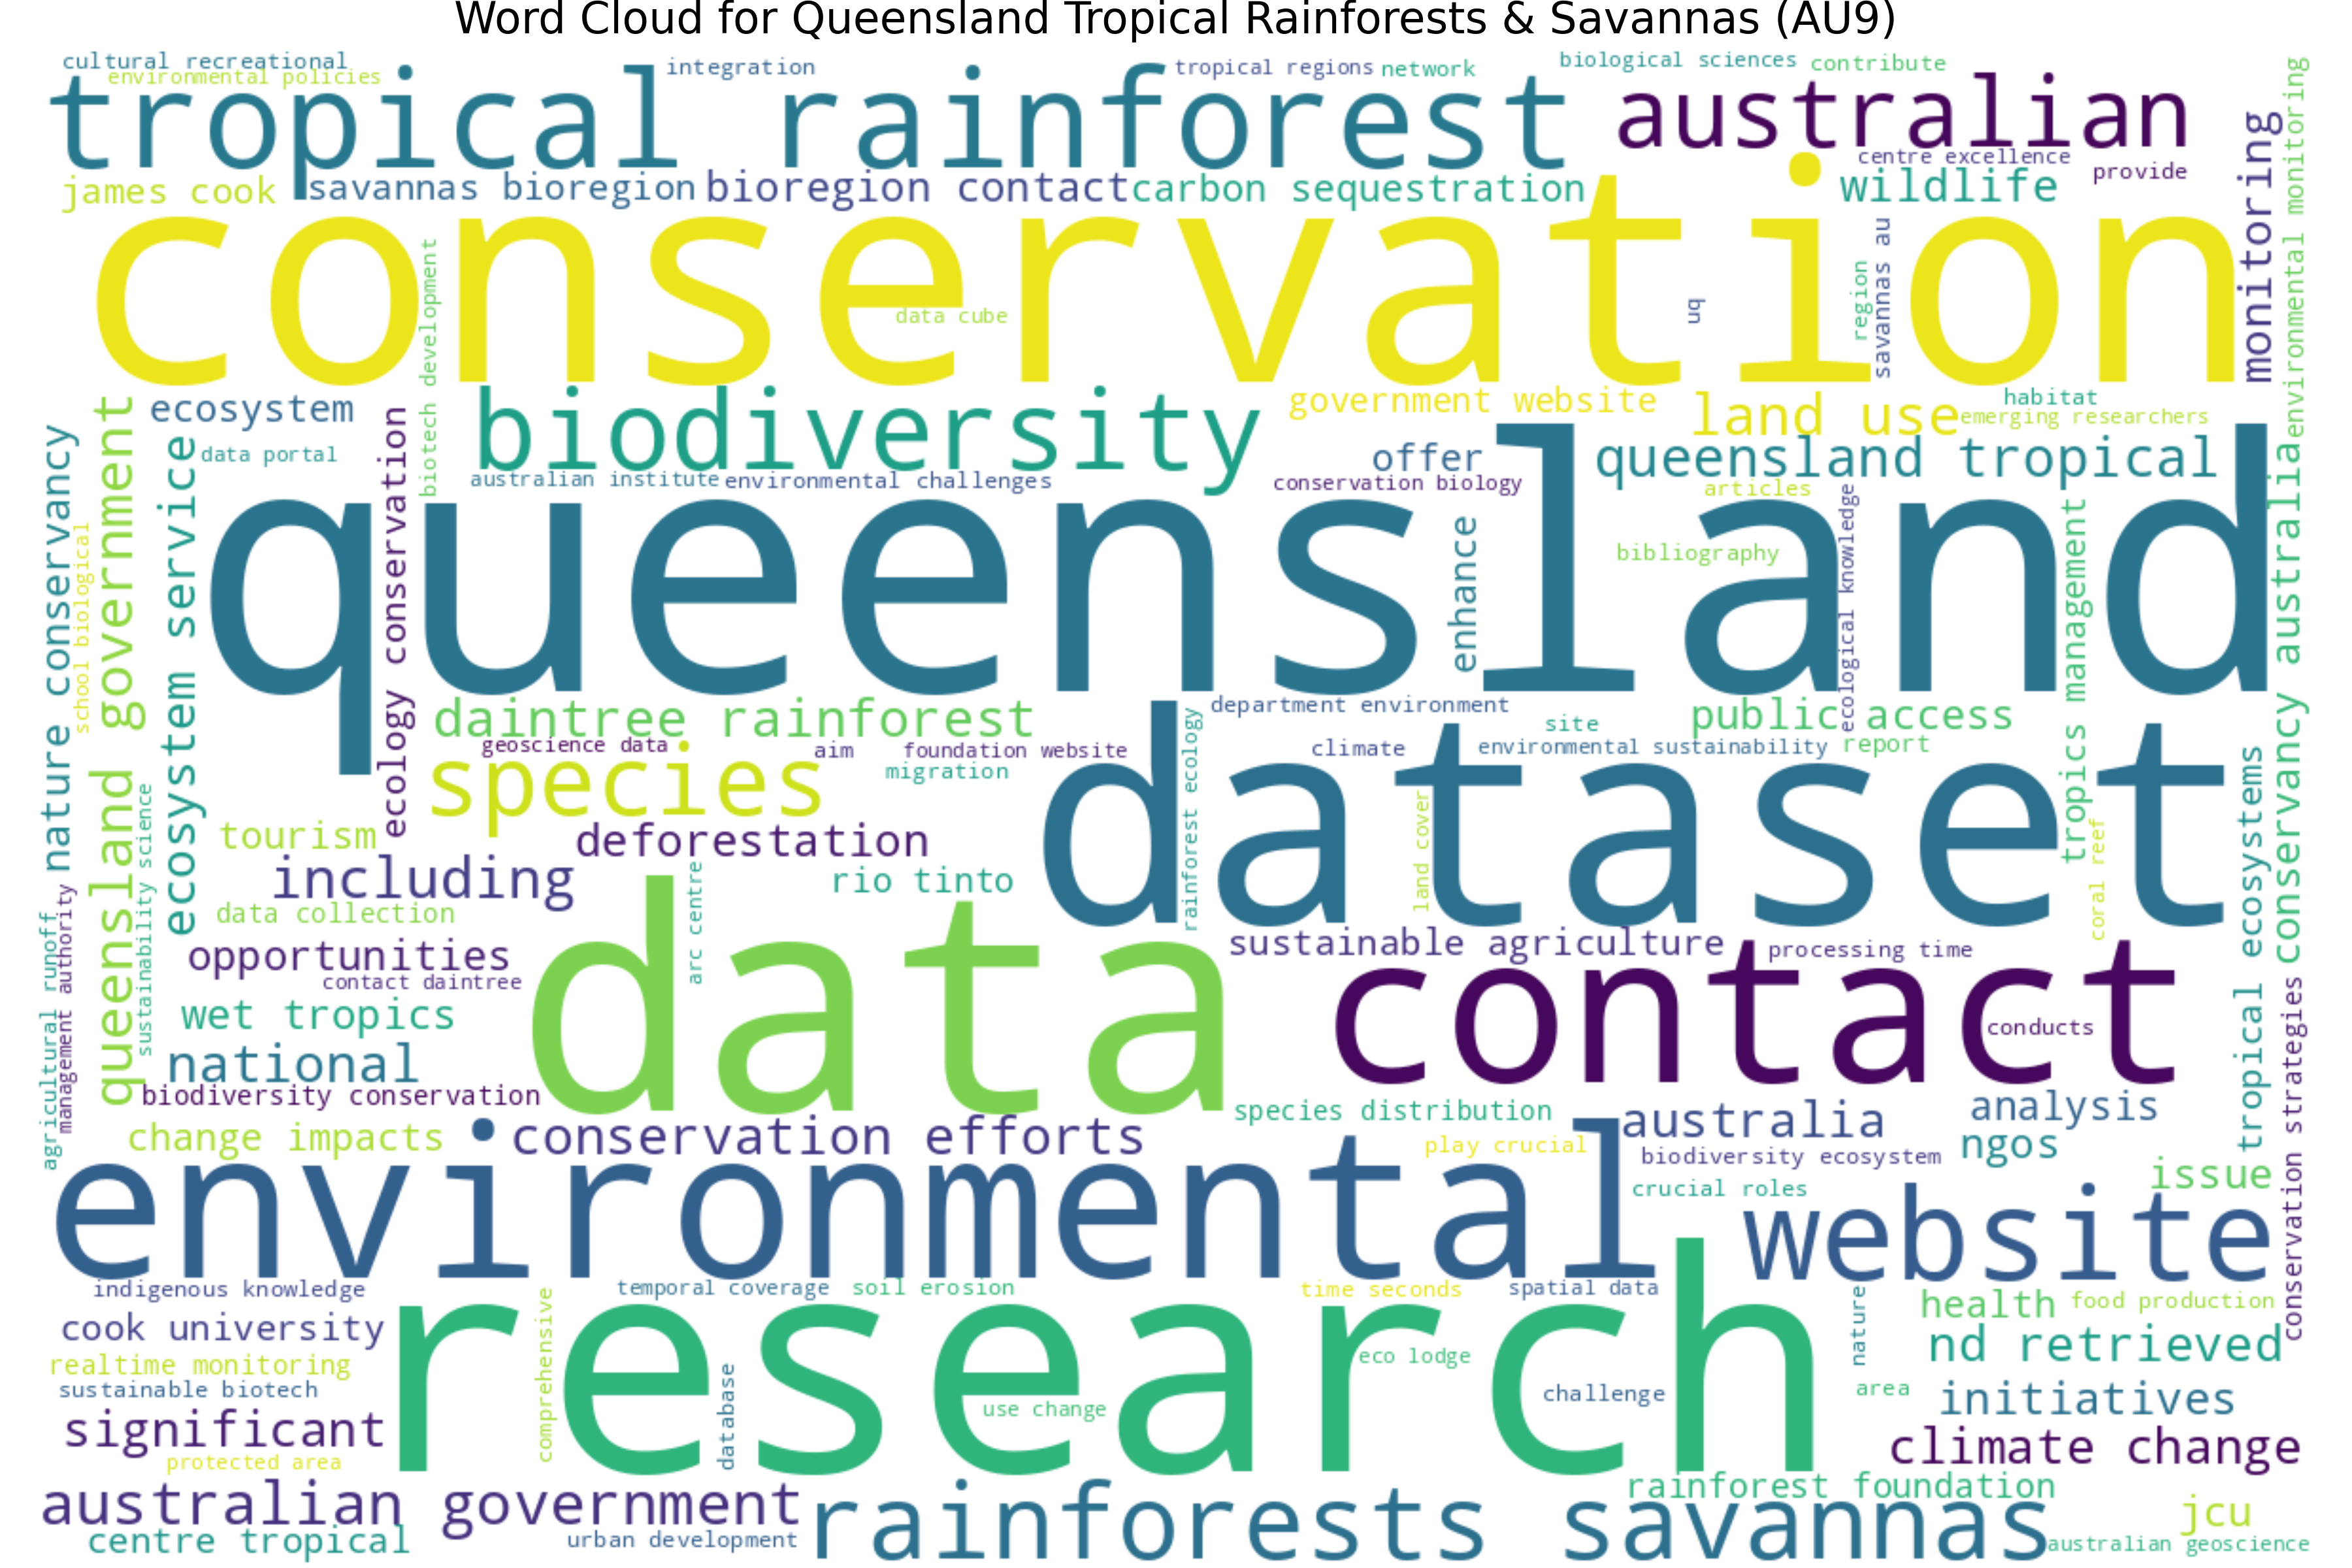 Word Cloud for Queensland Tropical Rainforests & Savannas (AU9)
cultural recreational
environmental policies
integration
tropical regions
network
biological sciences
contribute
tropical rainforest
australian
centre excellence
provide
james cook
savannas bioregion
bioregion contact
carbon sequestration
wildlife
monitoring
environmental monitoring
conservation
biotech development
data cube
uq
region
savannas au
ecosystem
biodiversity
government website
land use
habitat
emerging researchers
data portal
australian institute
environmental challenges
offer
conservation biology
queensland tropical
articles
nature conservancy
school biological
queensland government
ecosystem service
ecology conservation
queensland
enhance
bibliography
ecological knowledge
tropics management
conservancy australia
daintree rainforest
department environment
public access
geoscience data
aim
foundation website
climate
site
environmental sustainability
report
species
migration
rainforest ecology
dataset
land cover
coral reef
tropical ecosystems
tourism
deforestation
including
rio tinto
sustainability science
data collection
arc centre
agricultural runoff
management authority
opportunities
data
sustainable agriculture
processing time
contact daintree
contact
conducts
wet tropics
national
biodiversity conservation
conservation strategies
species distribution
australia
analysis
change impacts
conservation efforts
play crucial
biodiversity ecosystem
ngos
environmental
crucial roles
issue
website
indigenous knowledge
temporal coverage
soil erosion
time seconds
spatial data
nature
health
food production
cook university
comprehensive
research
nd retrieved
realtime monitoring
eco lodge
sustainable biotech
database
use change
challenge
area
initiatives
significant
climate change
protected area
rainforest foundation
australian government
rainforests savannas
jcu
centre tropical
urban development
australian geoscience